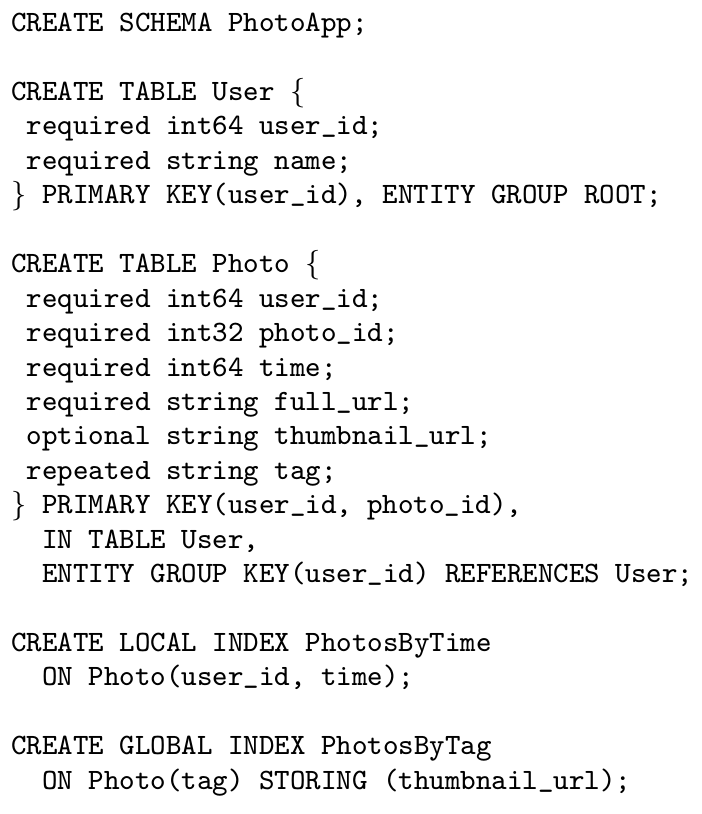 CREATE SCHEMA PhotoApp;
CREATE TABLE User {
required int64 user_id;
required string name;
} PRIMARY KEY(user_id), ENTITY GROUP ROOT;
CREATE TABLE Photo {
required int64 user_id;
required int32 photo_id;
required int64 time;
required string full_url;
optional string thumbnail_url;
repeated string tag;
} PRIMARY KEY(user_id, photo_id),
IN TABLE User,
ENTITY GROUP KEY(user_id) REFERENCES User;
CREATE LOCAL INDEX PhotosByTime
ON Photo(user_id, time);
CREATE GLOBAL INDEX PhotosByTag
ON Photo(tag) STORING (thumbnail_url);